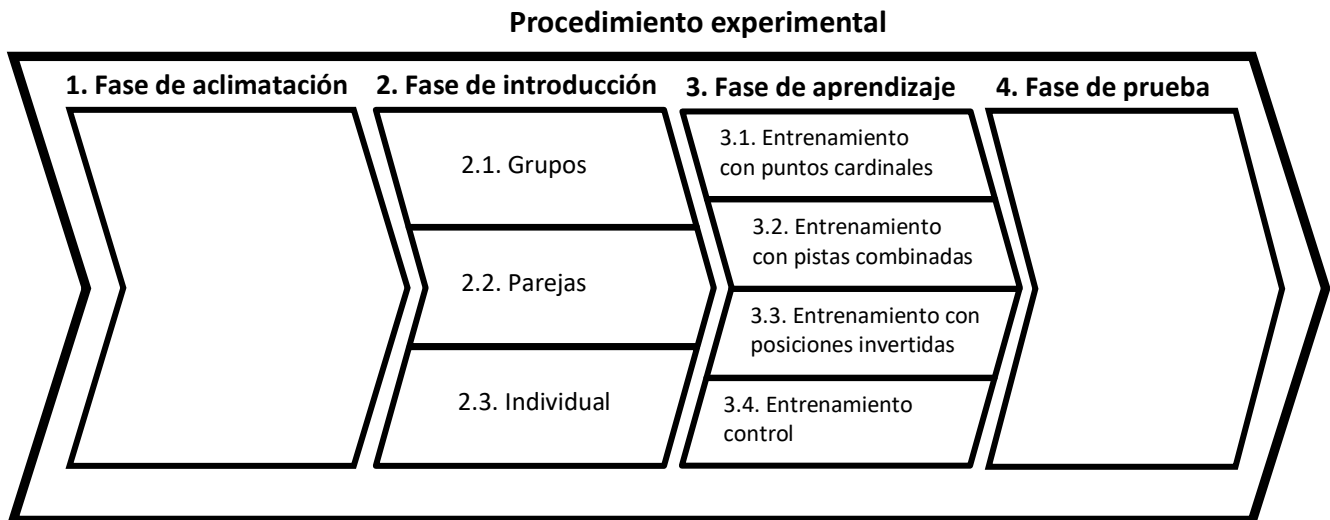 Procedimiento experimental
1. Fase de aclimatación
2. Fase de introducción
2.1. Grupos
2.2. Parejas
2.3. Individual
3. Fase de aprendizaje
3.1. Entrenamiento
con puntos cardinales
3.2. Entrenamiento
con pistas combinadas
3.3. Entrenamiento con
posiciones invertidas
3.4. Entrenamiento
control
4. Fase de prueba